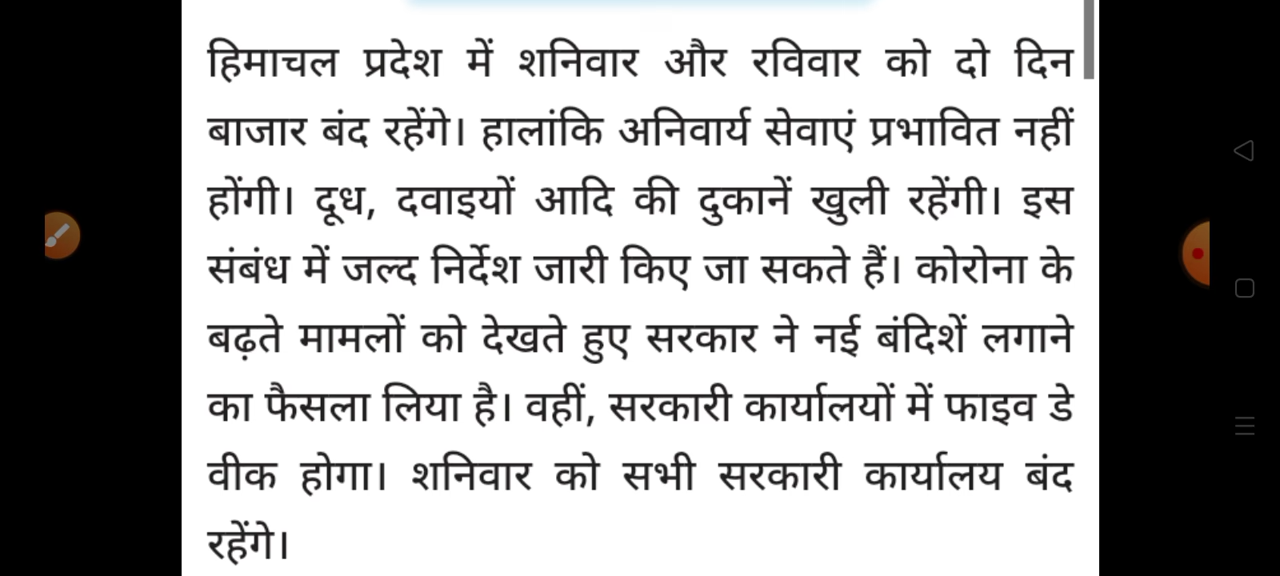 हिमाचल प्रदेश में शनिवार और रविवार को दो दिन
बाजार बंद रहेंगे। हालांकि अनिवार्य सेवाएं प्रभावित नहीं
होंगी। दूध, दवाइयों आदि की दुकानें खुली रहेंगी। इस
संबंध में जल्द निर्देश जारी किए जा सकते हैं। कोरोना के
बढ़ते मामलों को देखते हुए सरकार ने नई बंदिशें लगाने
का फैसला लिया है। वहीं, सरकारी कार्यालयों में फाइव डे
वीक होगा। शनिवार को सभी सरकारी कार्यालय बंद
रहेंगे।